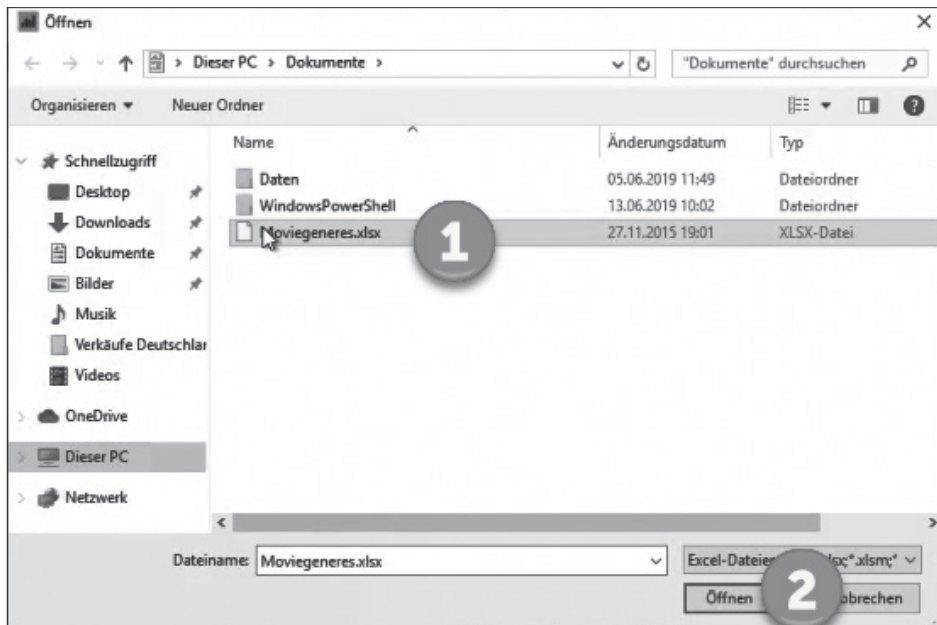 Öffnen
Dieser PC > Dokumente >
"Dokumente" durchsuchen
Organisieren
Neuer Ordner
Name
Änderungsdatum
Typ
Schnellzugriff
Desktop
Downloads
Dokumente
Bilder
Musik
Verkäufe Deutschlar
Videos
OneDrive
Dieser PC
Netzwerk
Daten 05.06.2019 11:49 Dateiordner
WindowsPowerShell 13.06.2019 10:02 Dateiordner
Moviegeneres.xlsx 27.11.2015 19:01 XLSX-Datei
1
Dateiname: Moviegeneres.xlsx
*.xlsm;*
Öffnen
2